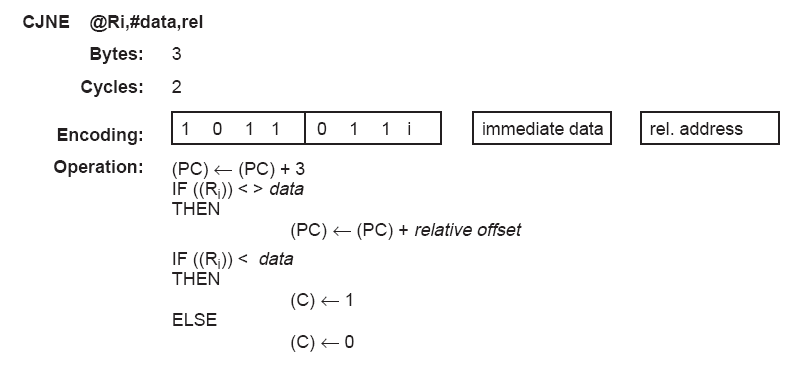 CJNE @Ri,#data,rel
Bytes: 3
Cycles: 2
Encoding: 1 0 1 1 0 1 1 i immediate data rel. address
Operation: (PC) ← (PC) + 3
IF ((Ri)) < > data
THEN
(PC) ← (PC) + relative offset
IF ((Ri)) < data
THEN
(C) ← 1
ELSE
(C) ← 0